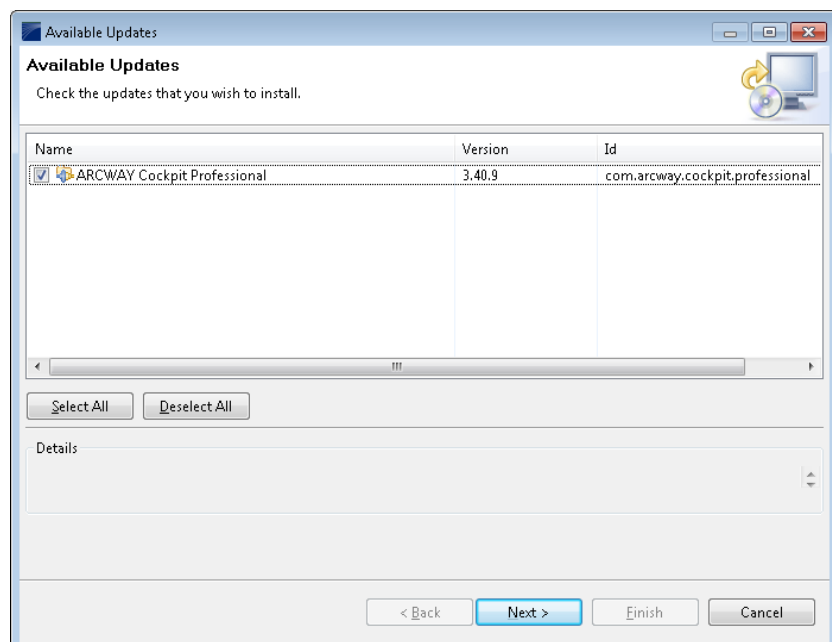 Available Updates
Available Updates
Check the updates that you wish to install.
Name Version Id
ARCWAY Cockpit Professional 3.40.9 com.arcway.cockpit.professional
Select All Deselect All
Details
< Back Next > Finish Cancel